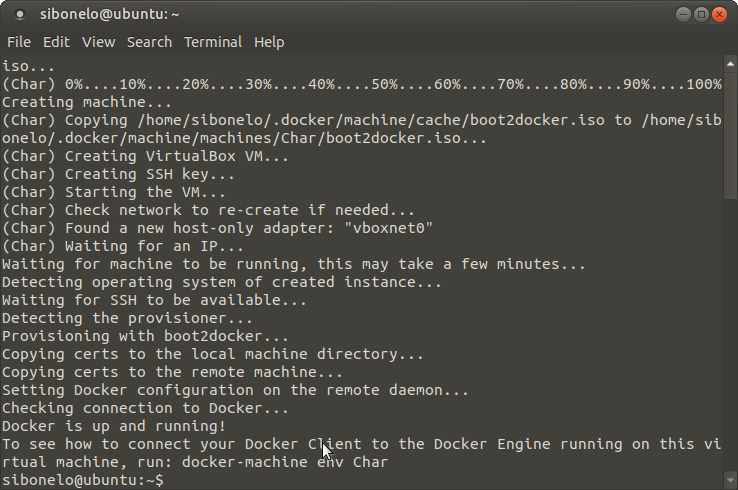 sibonelo@ubuntu: ~
File Edit View Search Terminal Help
iso...
(Char) 0%....10%....20%....30%....40%....50%....60%....70%....80%....90%....100%
Creating machine...
(Char) Copying /home/sibonelo/.docker/machine/cache/boot2docker.iso to /home/sib
onelo/.docker/machine/machines/Char/boot2docker.iso...
(Char) Creating VirtualBox VM...
(Char) Creating SSH key...
(Char) Starting the VM...
(Char) Check network to re-create if needed...
(Char) Found a new host-only adapter: "vboxnet0"
(Char) Waiting for an IP...
Waiting for machine to be running, this may take a few minutes...
Detecting operating system of created instance...
Waiting for SSH to be available...
Detecting the provisioner...
Provisioning with boot2docker...
Copying certs to the local machine directory...
Copying certs to the remote machine...
Setting Docker configuration on the remote daemon...
Checking connection to Docker...
Docker is up and running!
To see how to connect your Docker Client to the Docker Engine running on this vi
rtual machine, run: docker-machine env Char
sibonelo@ubuntu:~$